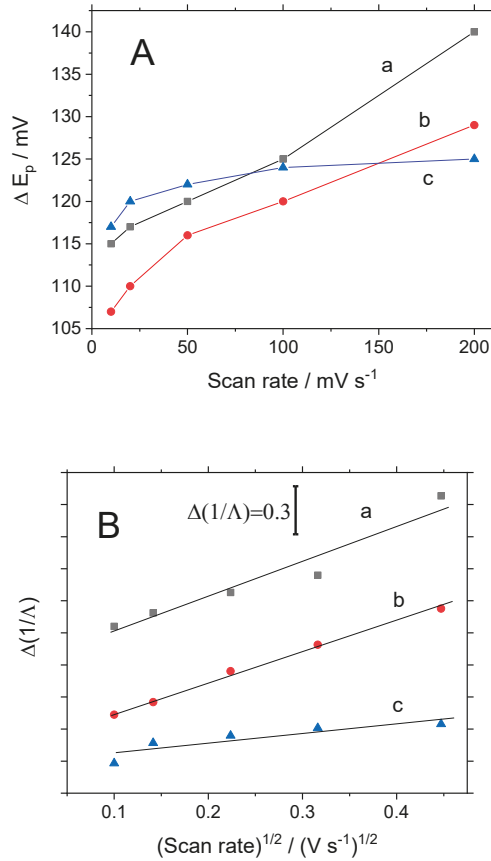 A
140
135
130
125
120
115
110
105
Δ E_p / mV
a
b
c
0
50
100
150
200
Scan rate / mV s⁻¹
B
Δ(1/Λ)=0.3
a
b
c
Δ(1/Λ)
0.1
0.2
0.3
0.4
(Scan rate)^{1/2} / (V s⁻¹)^{1/2}